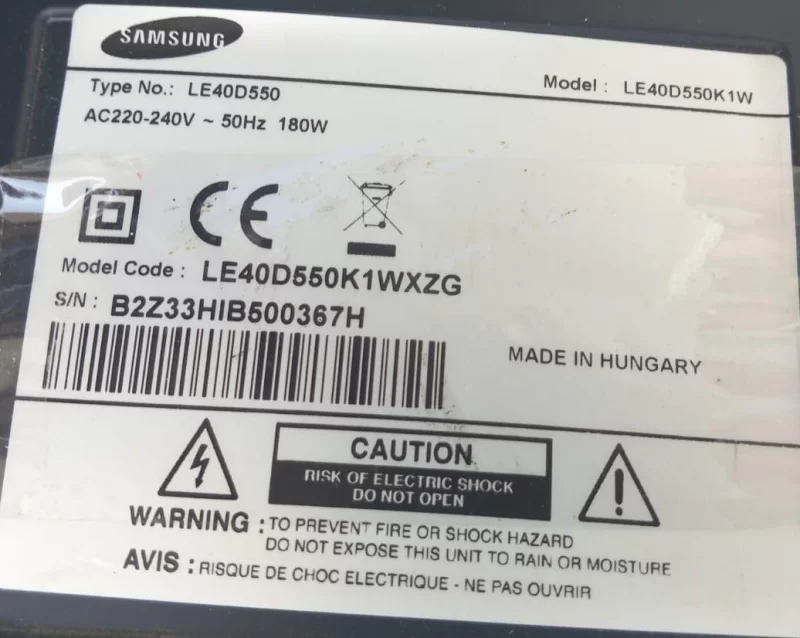 SAMSUNG
Type No.: LE40D550 Model : LE40D550K1W
AC220-240V ~ 50Hz 180W
CE
Model Code : LE40D550K1WXZG
S/N : B2Z33HIB500367H
MADE IN HUNGARY
CAUTION
RISK OF ELECTRIC SHOCK
DO NOT OPEN
WARNING : TO PREVENT FIRE OR SHOCK HAZARD
DO NOT EXPOSE THIS UNIT TO RAIN OR MOISTURE
AVIS : RISQUE DE CHOC ELECTRIQUE - NE PAS OUVRIR